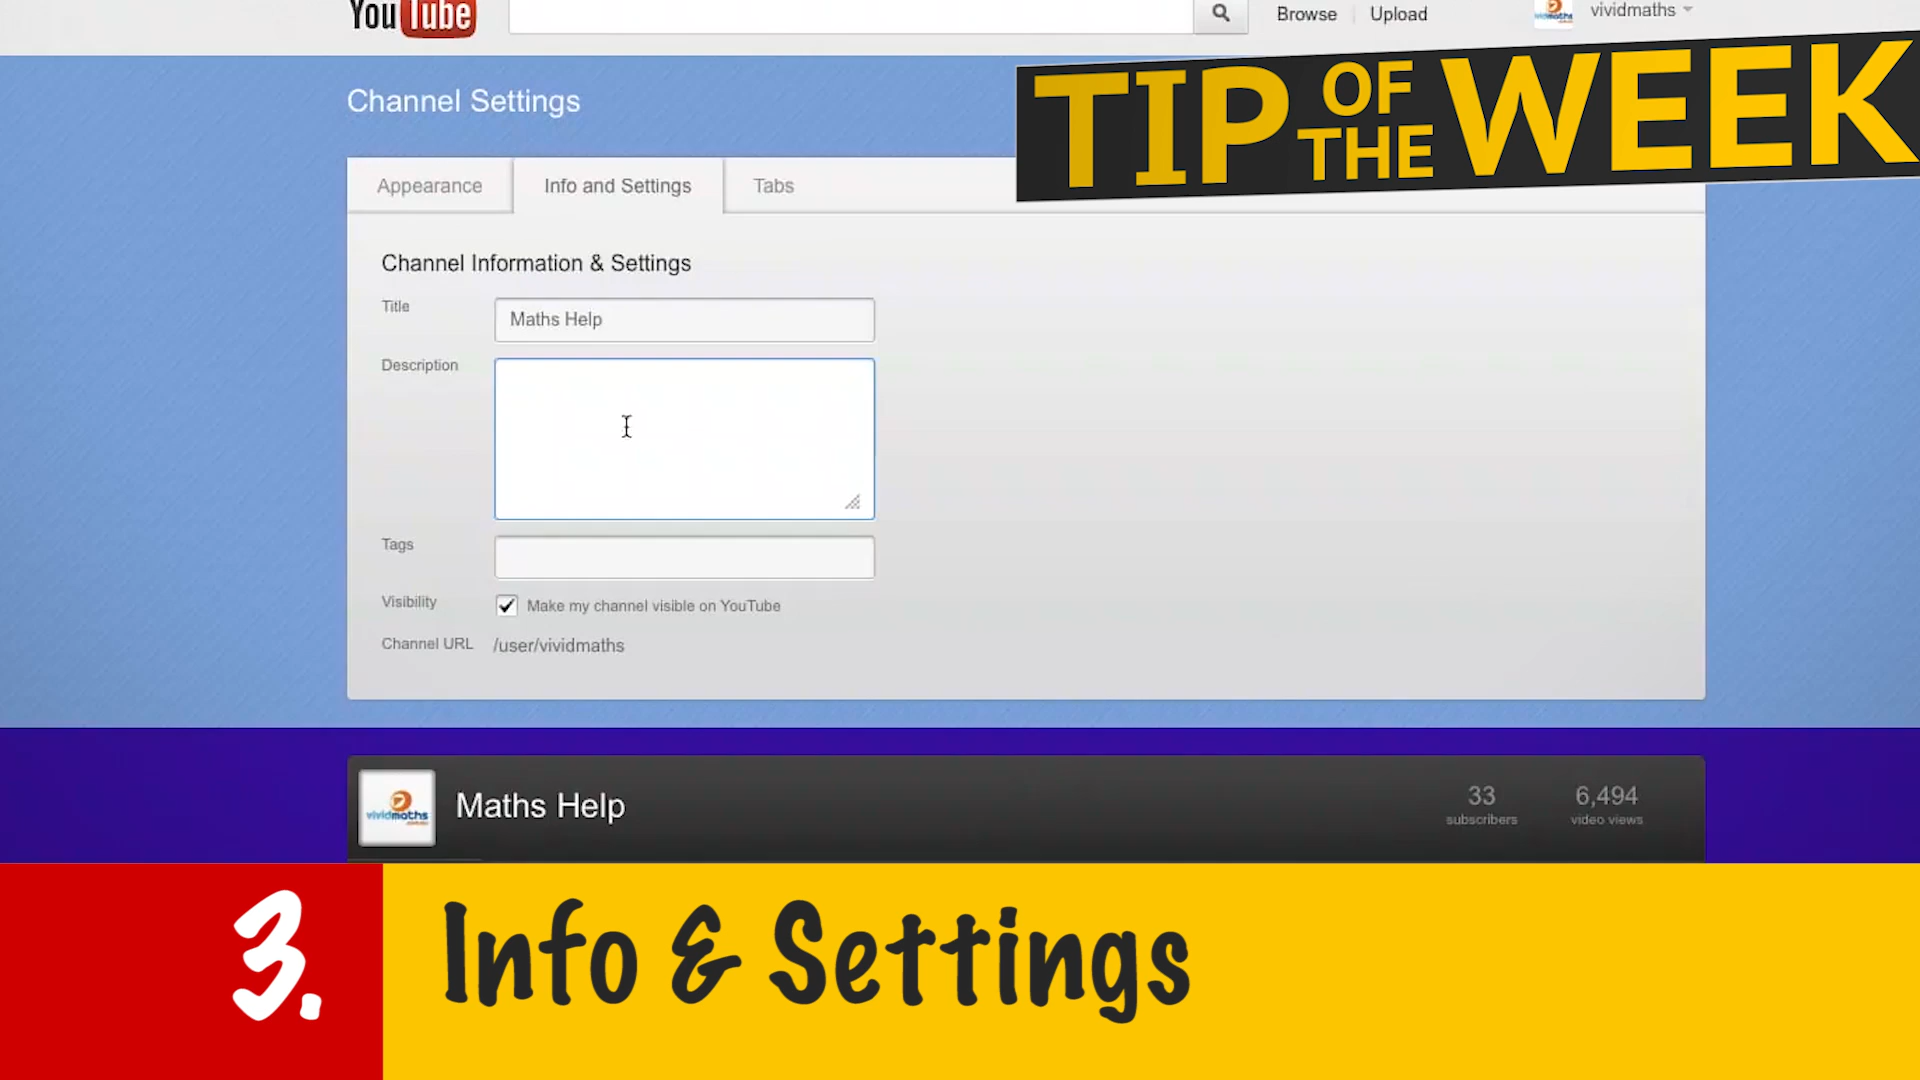 YouTube
Browse
Upload
vividmaths
TIP OF THE WEEK
Channel Settings
Appearance
Info and Settings
Tabs
Channel Information & Settings
Title
Maths Help
Description
Tags
Visibility
Make my channel visible on YouTube
Channel URL
/user/vividmaths
vividmaths
Maths Help
33
subscribers
6,494
video views
3.
Info & Settings